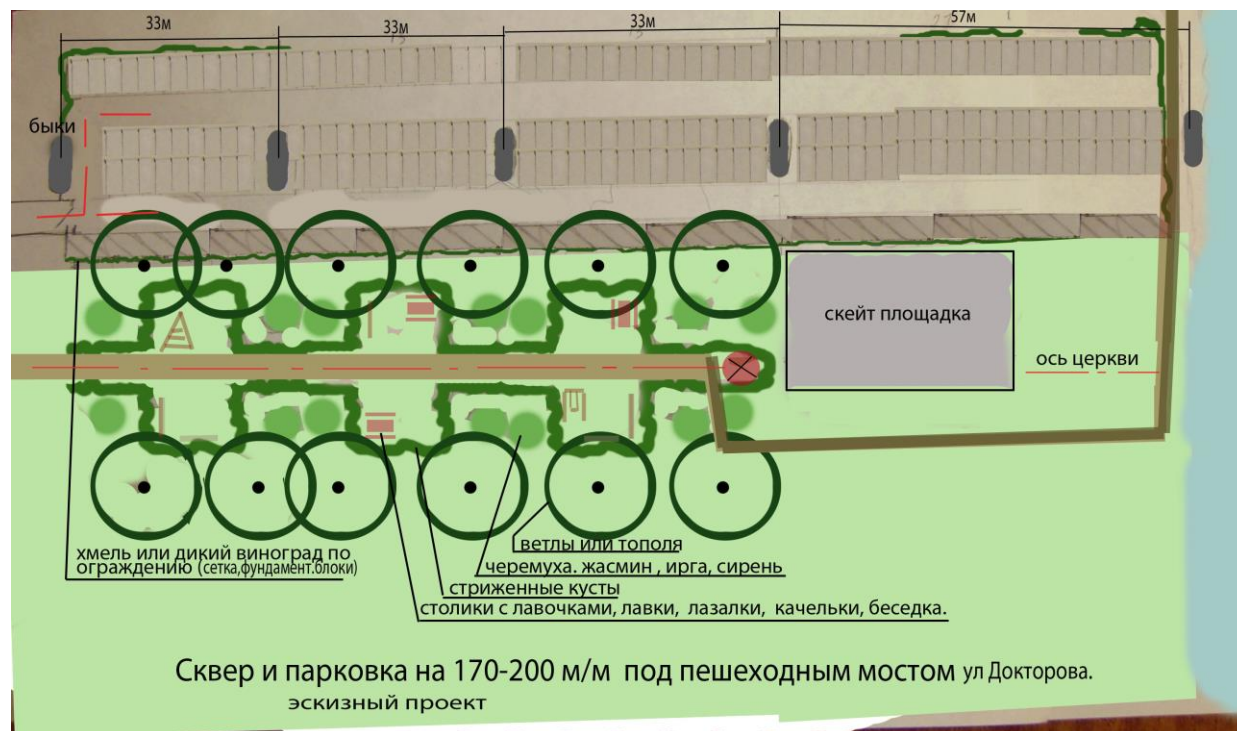 33м
33м
33м
57м
быки
скейт площадка
ось церкви
ветлы или тополя
хмель или дикий виноград по
ограждению (сетка,фундамент.блоки)
черемуха. жасмин , ирга, сирень
стриженные кусты
столики с лавочками, лавки, лазалки, качельки, беседка.
Сквер и парковка на 170-200 м/м под пешеходным мостом ул Докторова.
эскизный проект